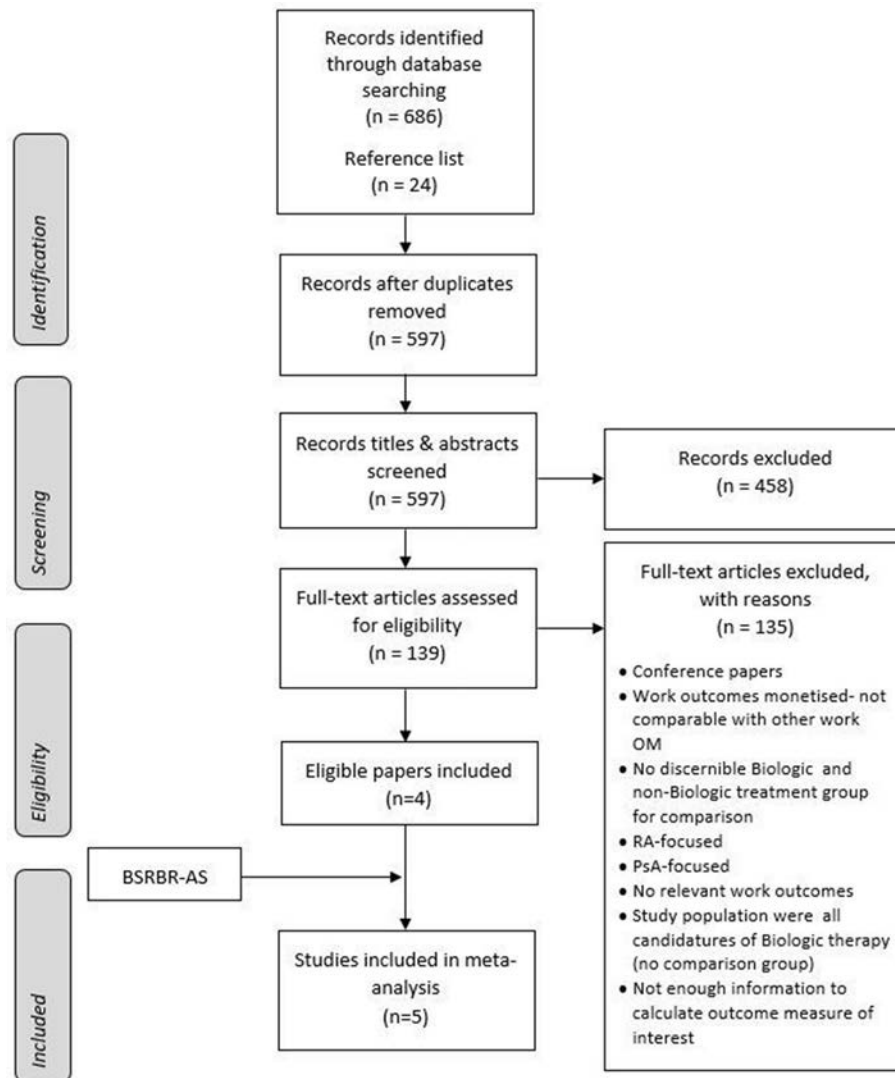 Records identified
through database
searching
(n = 686)
Reference list
(n = 24)
Identification
Records after duplicates
removed
(n = 597)
Screening
Records titles & abstracts
screened
(n = 597)
Records excluded
(n = 458)
Full-text articles assessed
for eligibility
(n = 139)
Full-text articles excluded,
with reasons
(n = 135)
• Conference papers
• Work outcomes monetised- not
comparable with other work
OM
• No discernible Biologic and
non-Biologic treatment group
for comparison
• RA-focused
• PsA-focused
• No relevant work outcomes
• Study population were all
candidatures of Biologic therapy
(no comparison group)
• Not enough information to
calculate outcome measure of
interest
Eligibility
Eligible papers included
(n=4)
BSRBR-AS
Included
Studies included in meta-
analysis
(n=5)